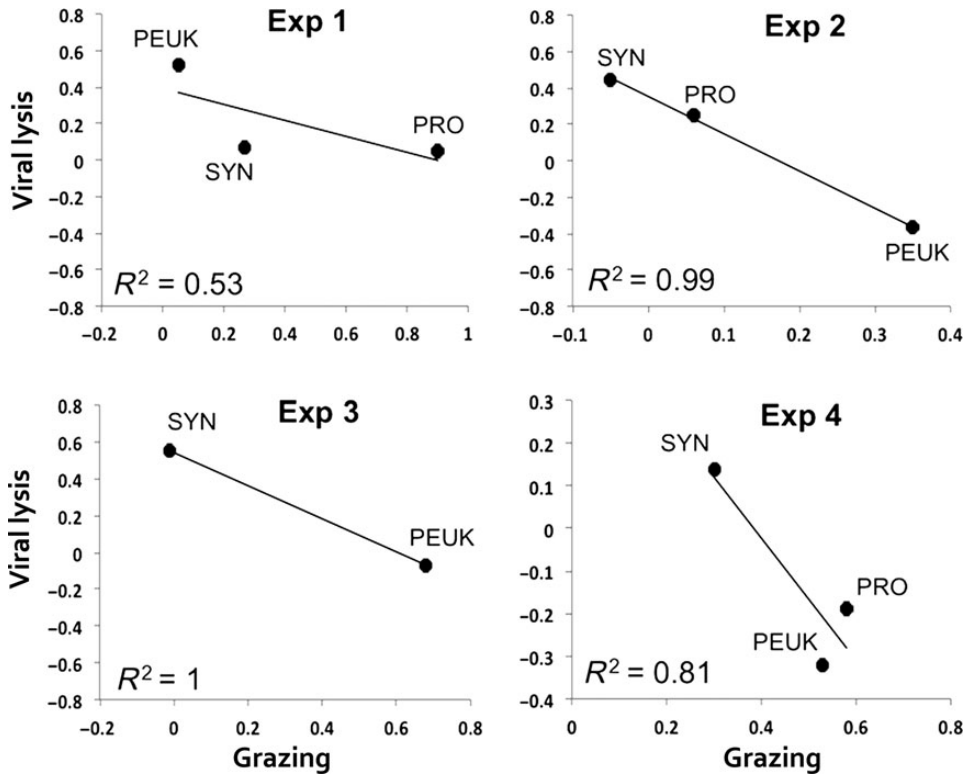 Exp 1
Viral lysis
0.8
0.6
0.4
0.2
0
−0.2
−0.4
−0.6
−0.8
PEUK
SYN
PRO
R² = 0.53
−0.2
0
0.2
0.4
0.6
0.8
1
Exp 2
0.8
0.6
0.4
0.2
0
−0.2
−0.4
−0.6
−0.8
SYN
PRO
PEUK
R² = 0.99
−0.1
0
0.1
0.2
0.3
0.4
Exp 3
Viral lysis
0.8
0.6
0.4
0.2
0
−0.2
−0.4
−0.6
−0.8
SYN
PEUK
R² = 1
−0.2
0
0.2
0.4
0.6
0.8
Grazing
Exp 4
0.3
0.2
0.1
0
−0.1
−0.2
−0.3
−0.4
SYN
PRO
PEUK
R² = 0.81
0
0.2
0.4
0.6
0.8
Grazing